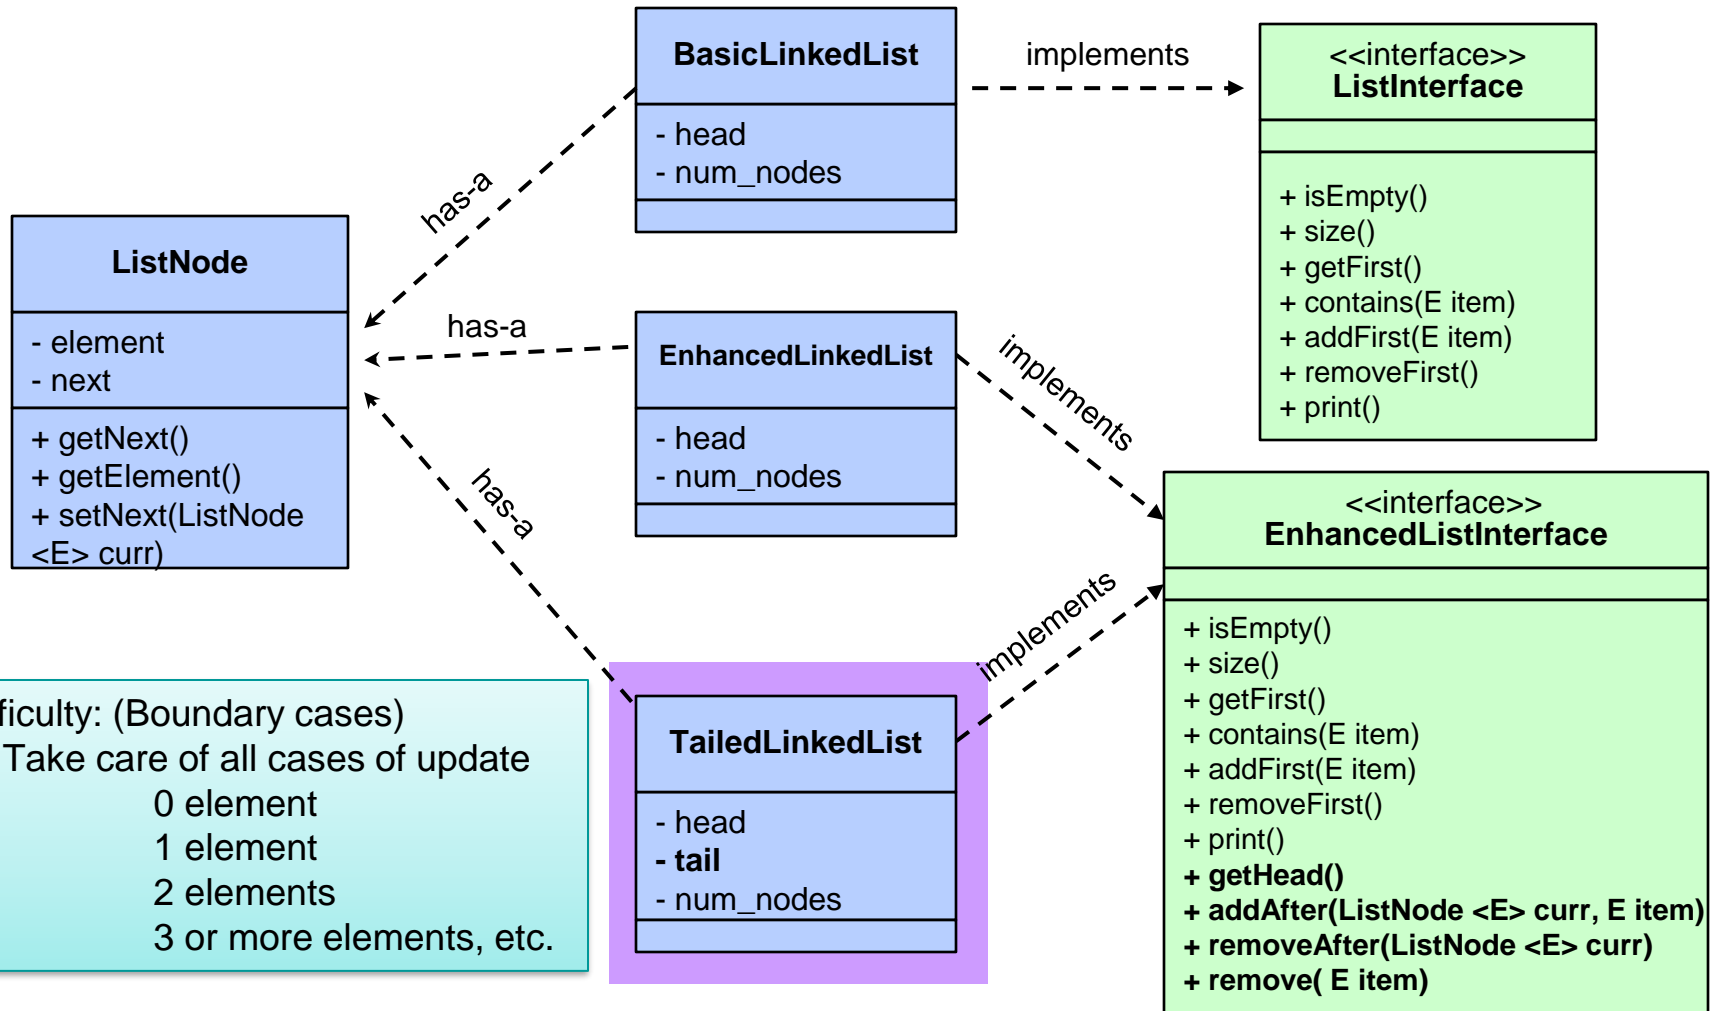 BasicLinkedList
- head
- num_nodes
implements
<<interface>>
ListInterface
+ isEmpty()
+ size()
+ getFirst()
+ contains(E item)
+ addFirst(E item)
+ removeFirst()
+ print()
has-a
ListNode
- element
- next
+ getNext()
+ getElement()
+ setNext(ListNode
<E> curr)
has-a
EnhancedLinkedList
- head
- num_nodes
implements
<<interface>>
EnhancedListInterface
+ isEmpty()
+ size()
+ getFirst()
+ contains(E item)
+ addFirst(E item)
+ removeFirst()
+ print()
+ getHead()
+ addAfter(ListNode <E> curr, E item)
+ removeAfter(ListNode <E> curr)
+ remove( E item)
has-a
implements
TailedLinkedList
- head
- tail
- num_nodes
ficulty: (Boundary cases)
Take care of all cases of update
0 element
1 element
2 elements
3 or more elements, etc.